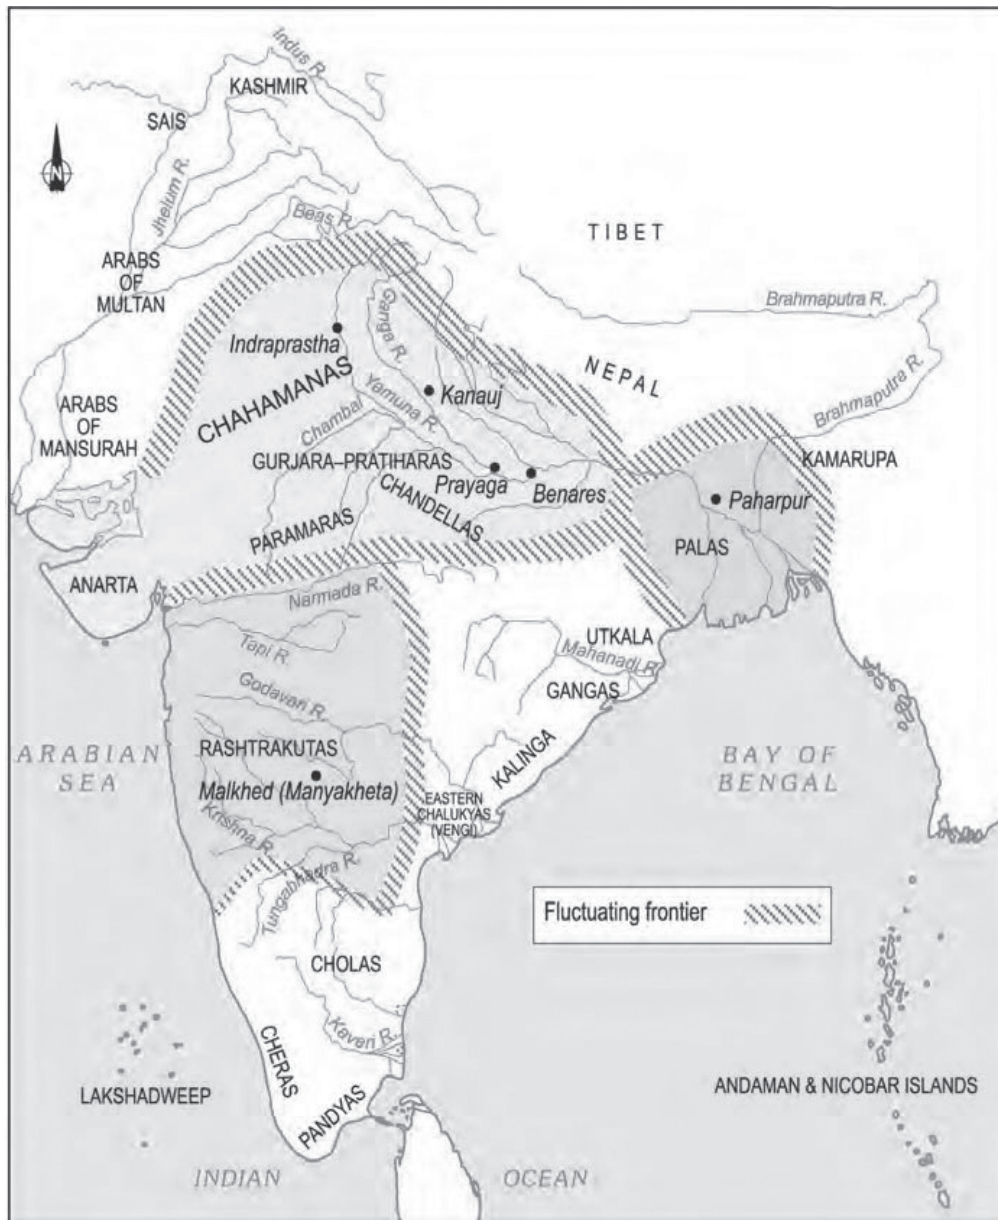 Indus R.
KASHMIR
SAIS
N
Jhelum R.
Beas R.
TIBET
ARABS
OF
MULTAN
Brahmaputra R.
Ganga R.
Indraprastha
NEPAL
Brahmaputra R.
CHAHAMANAS
Kanauj
Yamuna R.
ARABS
OF
MANSURAH
Chambal
KAMARUPA
GURJARA–PRATIHARAS
Prayaga
Benares
Paharpur
CHANDELLAS
PARAMARAS
PALAS
ANARTA
Narmada R.
Tapi R.
UTKALA
Mahanadi R.
GANGAS
Godavari R.
ARABIAN
SEA
RASHTRAKUTAS
KALINGA
BAY OF
BENGAL
Malkhed (Manyakheta)
EASTERN
CHALUKYAS
(VENGI)
Krishna R.
Tungabhadra R.
Fluctuating frontier
CHOLAS
Kaveri R.
CHERAS
LAKSHADWEEP
PANDYAS
ANDAMAN & NICOBAR ISLANDS
INDIAN OCEAN